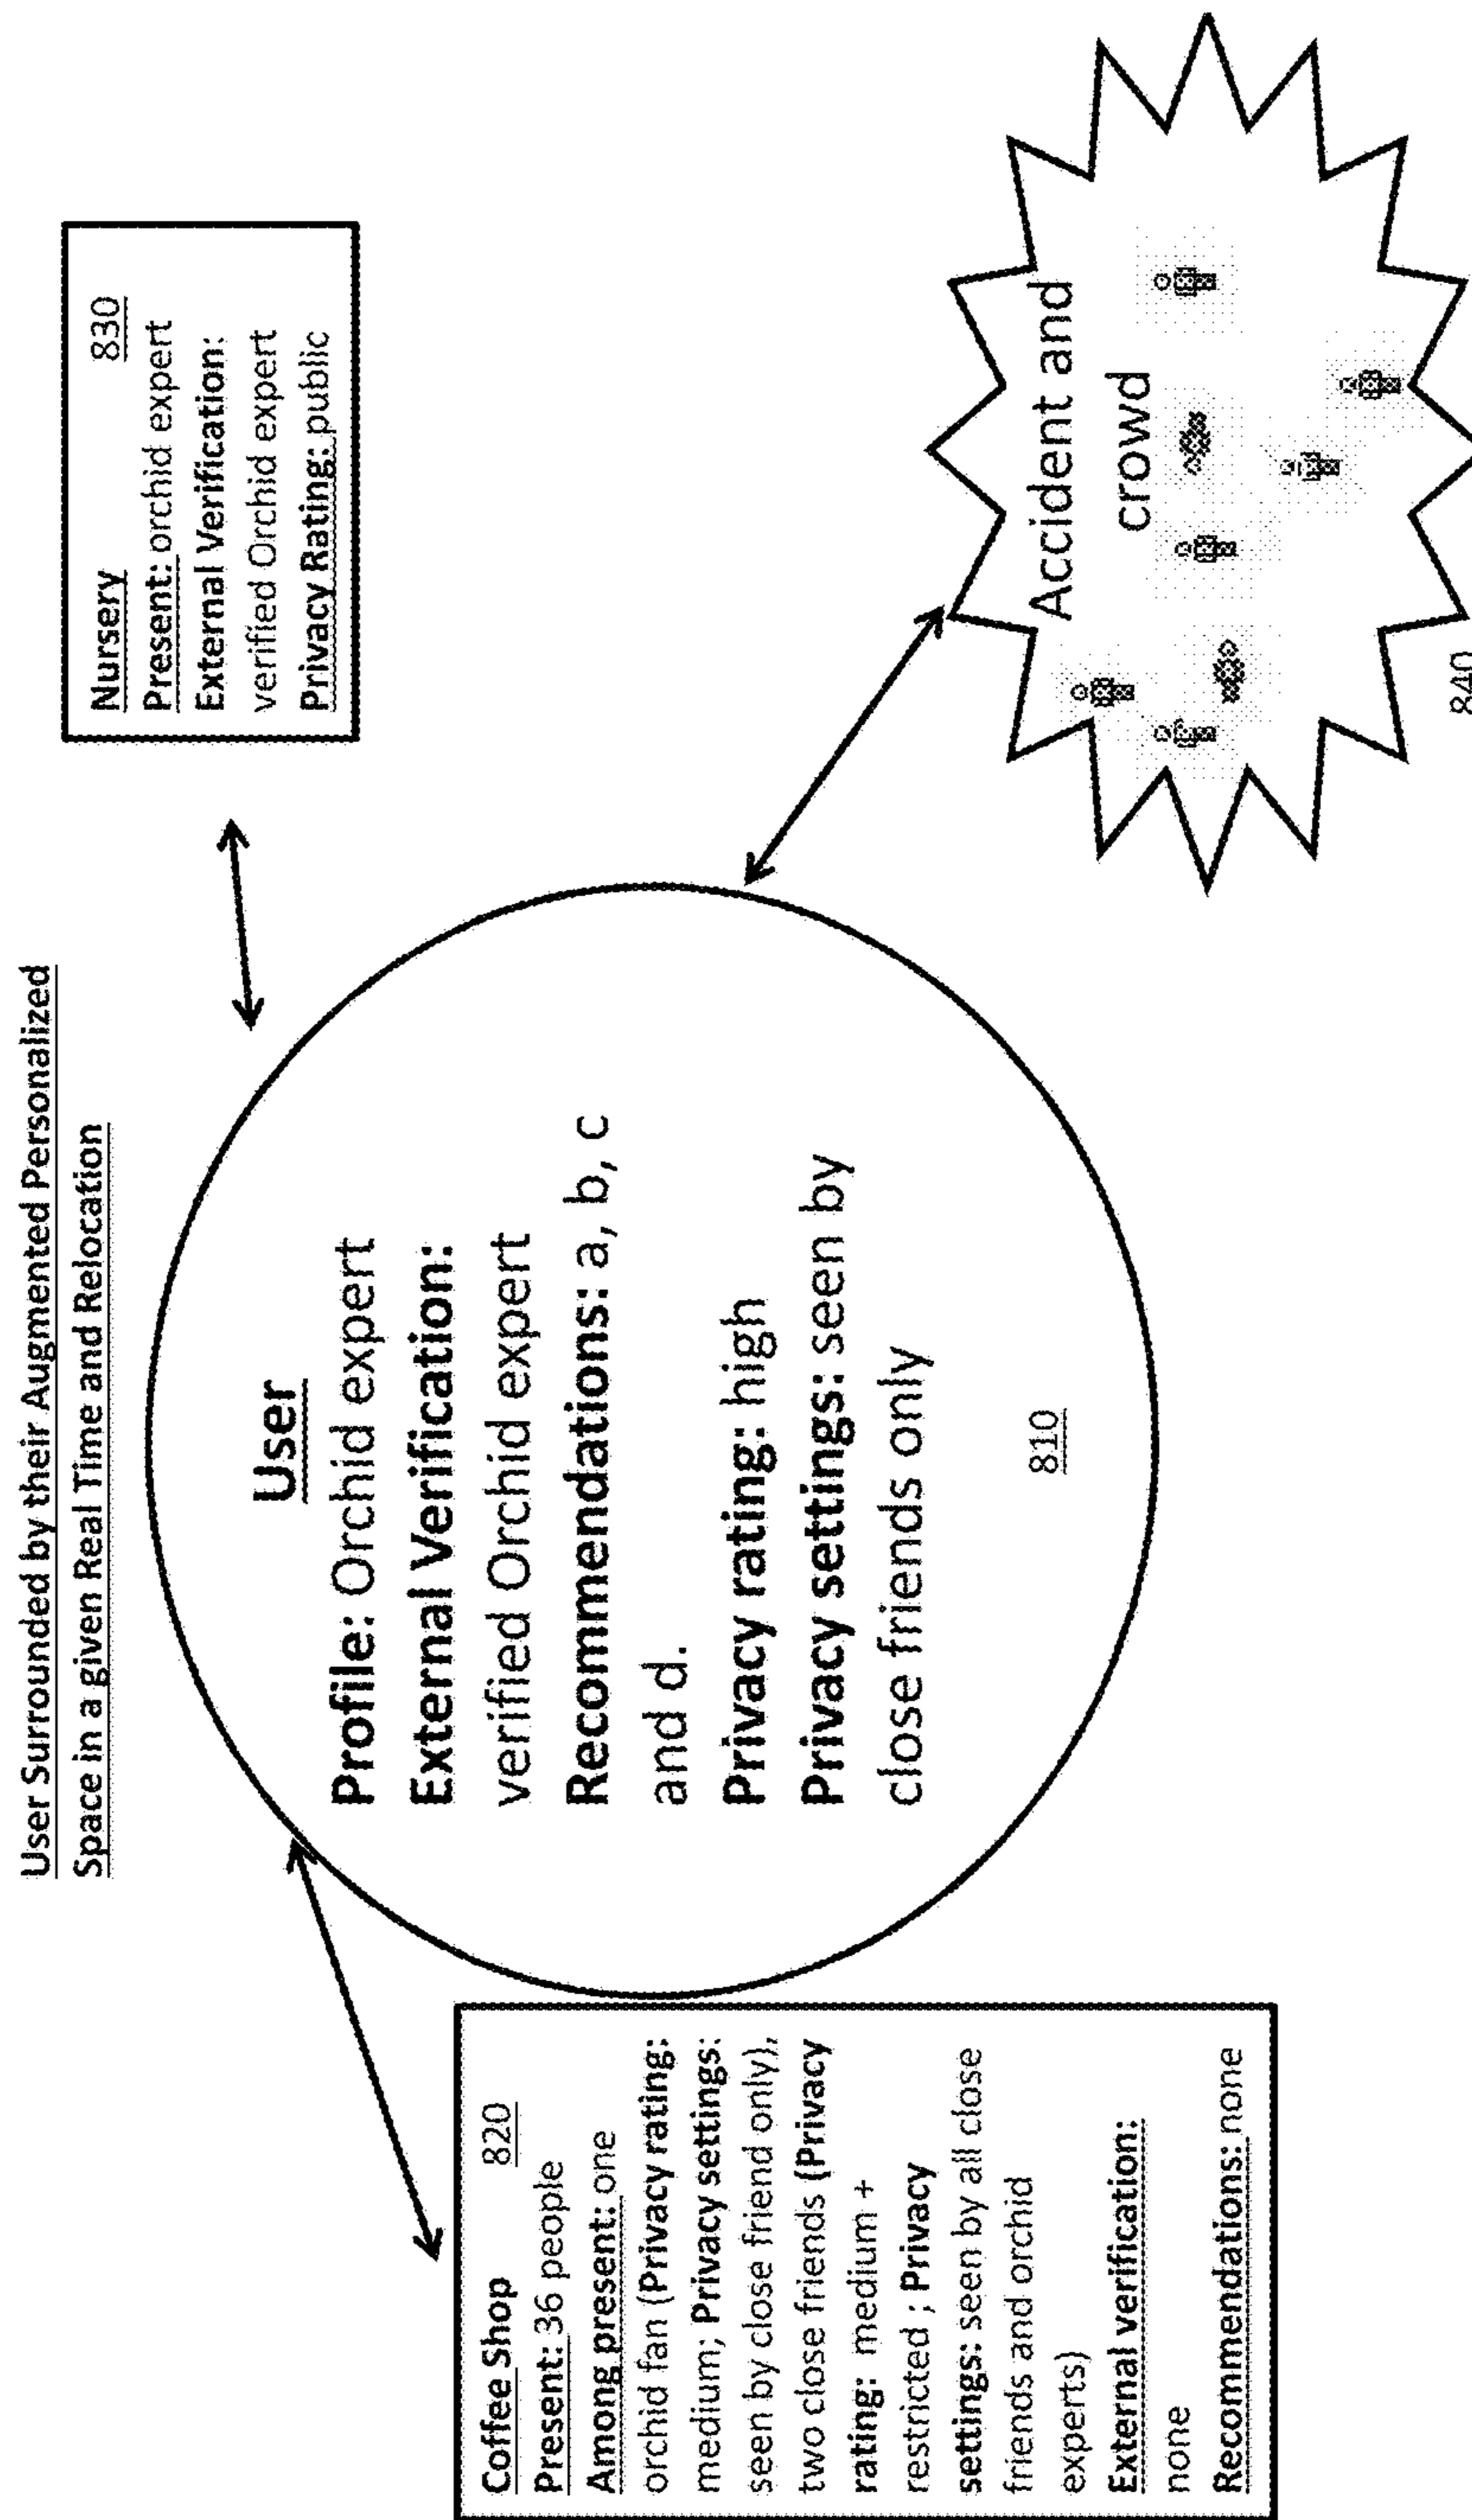 User Surrounded by their Augmented Personalized
Space in a given Real Time and Relocation
Coffee Shop 820
Present: 36 people
Among present: one
orchid fan (Privacy rating:
medium; Privacy settings:
seen by close friend only),
two close friends (Privacy
rating: medium +
restricted ; Privacy
settings: seen by all close
friends and orchid
experts)
External verification:
none
Recommendations: none
User
Profile: Orchid expert
External Verification:
verified Orchid expert
Recommendations: a, b, c
and d.
Privacy rating: high
Privacy settings: seen by
close friends only
810
Nursery 830
Present: orchid expert
External Verification:
verified Orchid expert
Privacy Rating: public
Accident and
crowd
840